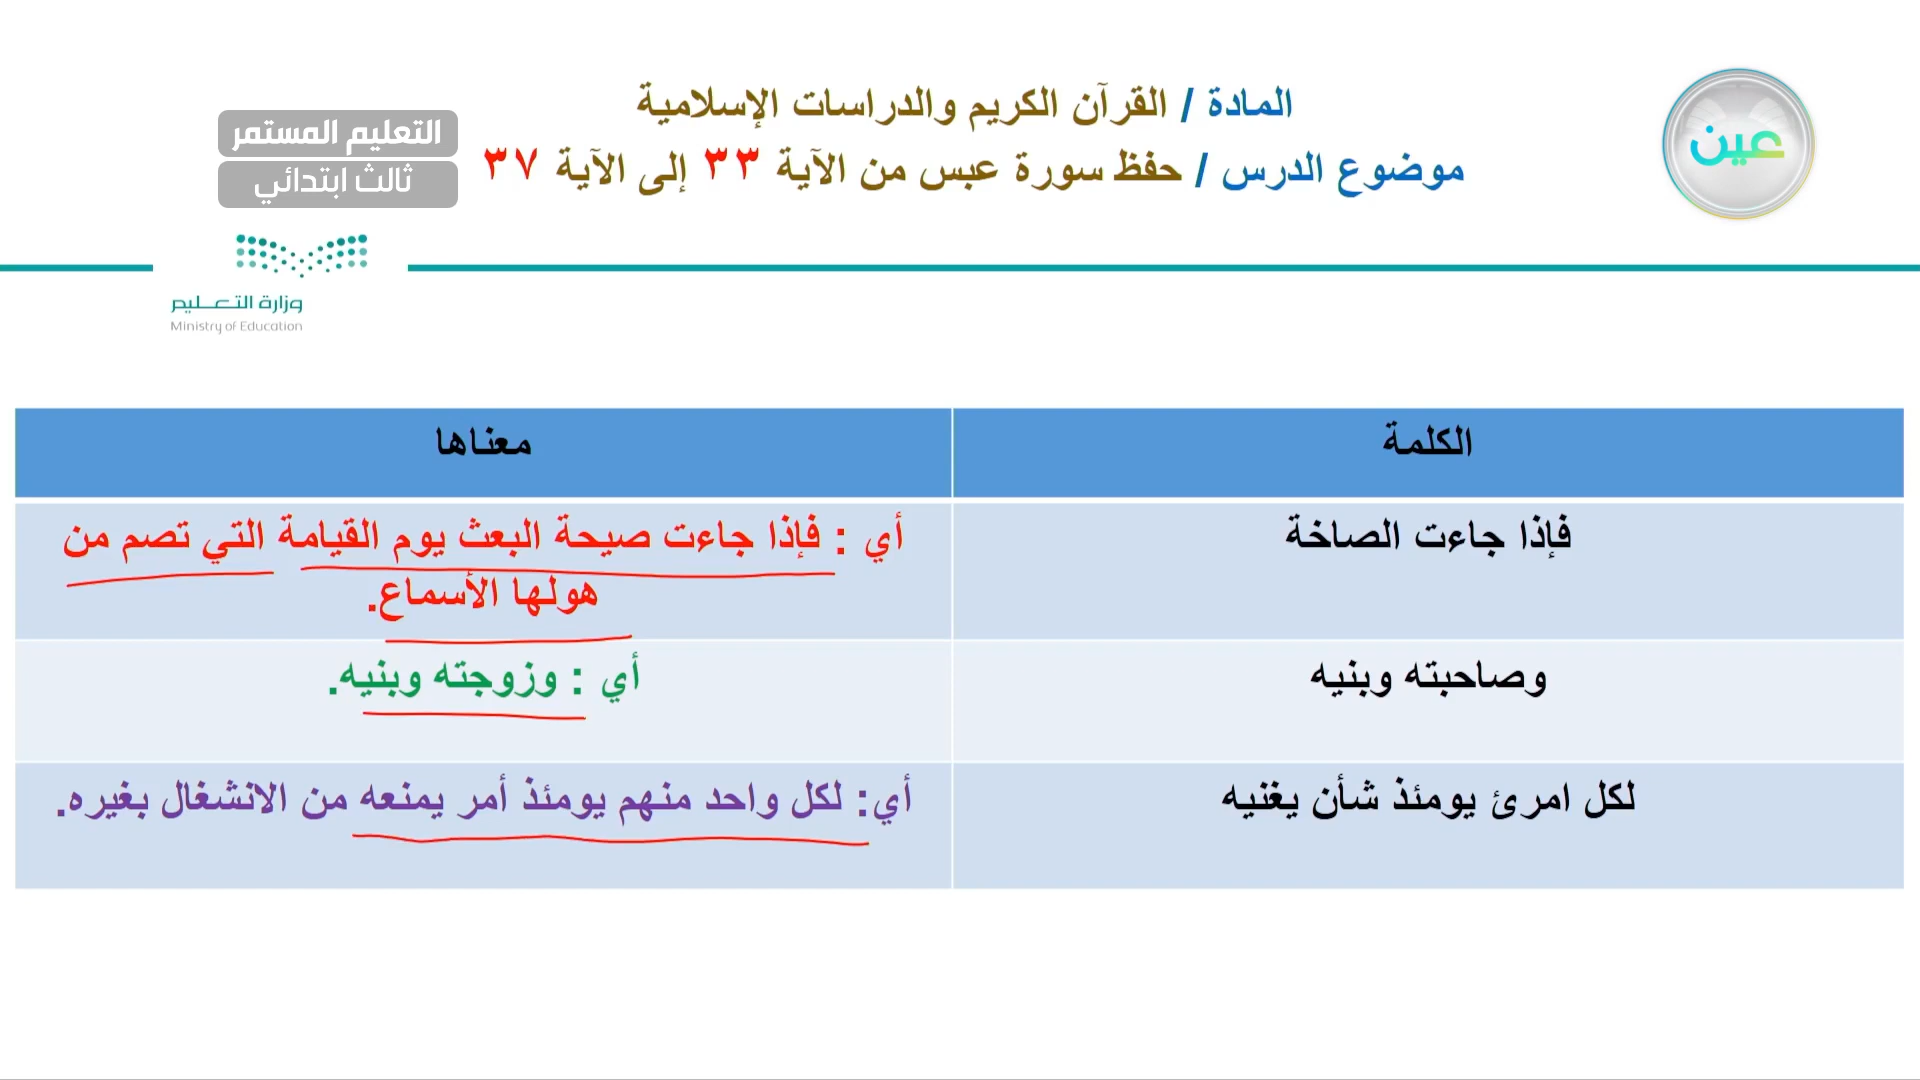 المادة / القرآن الكريم والدراسات الإسلامية
موضوع الدرس / حفظ سورة عبس من الآية ٣٣ إلى الآية ٣٧
عين
التعليم المستمر
ثالث ابتدائي
وزارة التعليم
Ministry of Education
الكلمة
معناها
فإذا جاءت الصاخة
أي : فإذا جاءت صيحة البعث يوم القيامة التي تصم من
هولها الأسماع.
وصاحبته وبنيه
أي : وزوجته وبنيه.
لكل امرئ يومئذ شأن يغنيه
أي: لكل واحد منهم يومئذ أمر يمنعه من الانشغال بغيره.